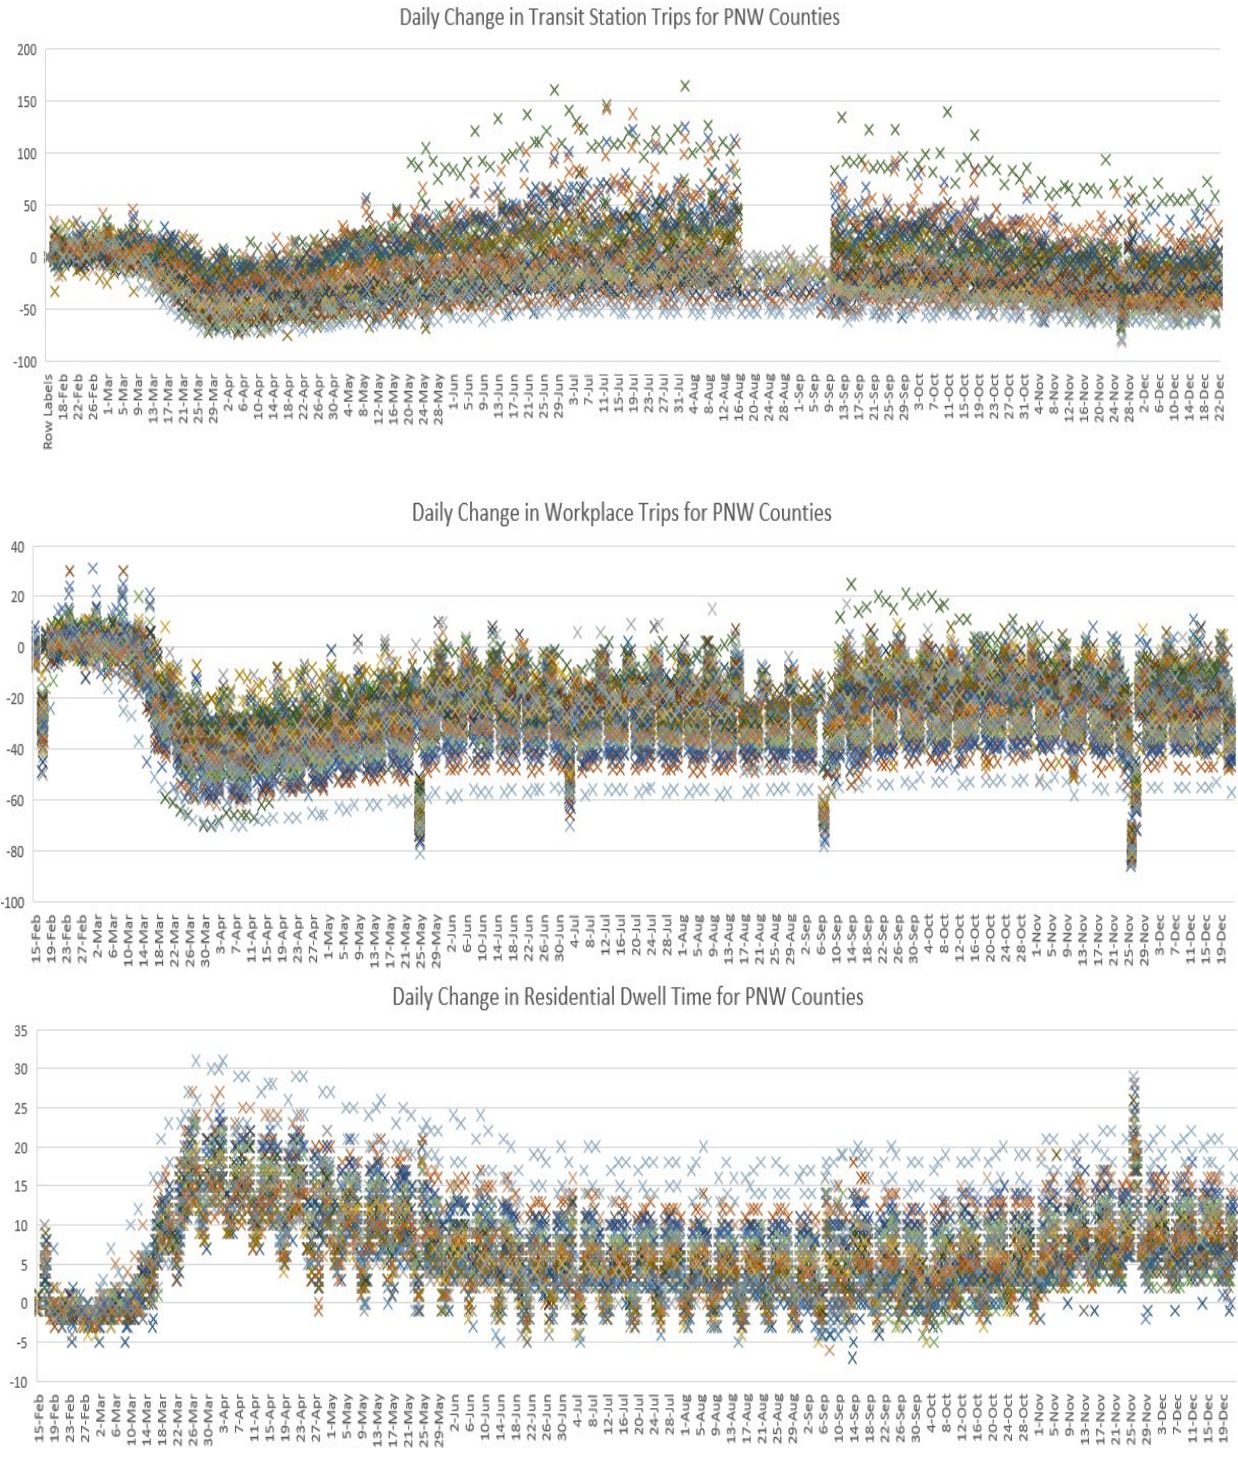 Daily Change in Transit Station Trips for PNW Counties
200
150
100
50
0
-50
-100
Row Labels
18-Feb
22-Feb
26-Feb
1-Mar
5-Mar
9-Mar
13-Mar
17-Mar
21-Mar
25-Mar
29-Mar
2-Apr
6-Apr
10-Apr
14-Apr
18-Apr
22-Apr
26-Apr
30-Apr
4-May
8-May
12-May
16-May
20-May
24-May
28-May
1-Jun
5-Jun
9-Jun
13-Jun
17-Jun
21-Jun
25-Jun
29-Jun
3-Jul
7-Jul
11-Jul
15-Jul
19-Jul
23-Jul
27-Jul
31-Jul
4-Aug
8-Aug
12-Aug
16-Aug
20-Aug
24-Aug
28-Aug
1-Sep
5-Sep
9-Sep
13-Sep
17-Sep
21-Sep
25-Sep
29-Sep
3-Oct
7-Oct
11-Oct
15-Oct
19-Oct
23-Oct
27-Oct
31-Oct
4-Nov
8-Nov
12-Nov
16-Nov
20-Nov
24-Nov
28-Nov
2-Dec
6-Dec
10-Dec
14-Dec
18-Dec
22-Dec
Daily Change in Workplace Trips for PNW Counties
40
20
0
-20
-40
-60
-80
-100
15-Feb
19-Feb
23-Feb
27-Feb
2-Mar
6-Mar
10-Mar
14-Mar
18-Mar
22-Mar
26-Mar
30-Mar
3-Apr
7-Apr
11-Apr
15-Apr
19-Apr
23-Apr
27-Apr
1-May
5-May
9-May
13-May
17-May
21-May
25-May
29-May
2-Jun
6-Jun
10-Jun
14-Jun
18-Jun
22-Jun
26-Jun
30-Jun
4-Jul
8-Jul
12-Jul
16-Jul
20-Jul
24-Jul
28-Jul
1-Aug
5-Aug
9-Aug
13-Aug
17-Aug
21-Aug
25-Aug
29-Aug
2-Sep
6-Sep
10-Sep
14-Sep
18-Sep
22-Sep
26-Sep
30-Sep
4-Oct
8-Oct
12-Oct
16-Oct
20-Oct
24-Oct
28-Oct
1-Nov
5-Nov
9-Nov
13-Nov
17-Nov
21-Nov
25-Nov
29-Nov
3-Dec
7-Dec
11-Dec
15-Dec
19-Dec
Daily Change in Residential Dwell Time for PNW Counties
35
30
25
20
15
10
5
0
-5
-10
15-Feb
19-Feb
23-Feb
27-Feb
2-Mar
6-Mar
10-Mar
14-Mar
18-Mar
22-Mar
26-Mar
30-Mar
3-Apr
7-Apr
11-Apr
15-Apr
19-Apr
23-Apr
27-Apr
1-May
5-May
9-May
13-May
17-May
21-May
25-May
29-May
2-Jun
6-Jun
10-Jun
14-Jun
18-Jun
22-Jun
26-Jun
30-Jun
4-Jul
8-Jul
12-Jul
16-Jul
20-Jul
24-Jul
28-Jul
1-Aug
5-Aug
9-Aug
13-Aug
17-Aug
21-Aug
25-Aug
29-Aug
2-Sep
6-Sep
10-Sep
14-Sep
18-Sep
22-Sep
26-Sep
30-Sep
4-Oct
8-Oct
12-Oct
16-Oct
20-Oct
24-Oct
28-Oct
1-Nov
5-Nov
9-Nov
13-Nov
17-Nov
21-Nov
25-Nov
29-Nov
3-Dec
7-Dec
11-Dec
15-Dec
19-Dec